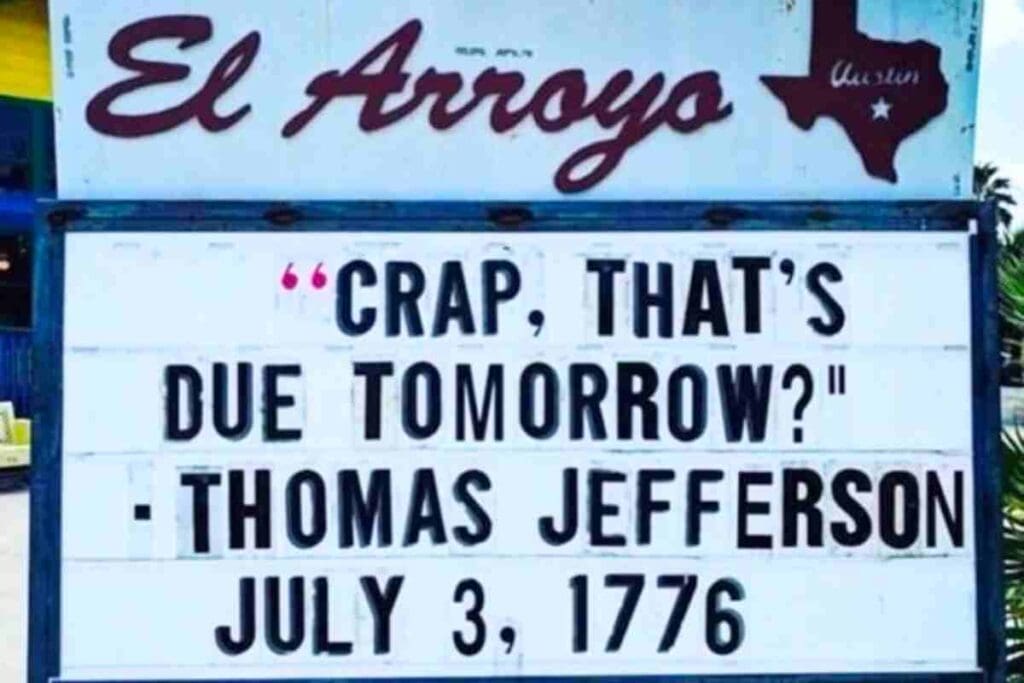 El Arroyo
Austin
“CRAP, THAT'S
DUE TOMORROW?"
- THOMAS JEFFERSON
JULY 3, 1776